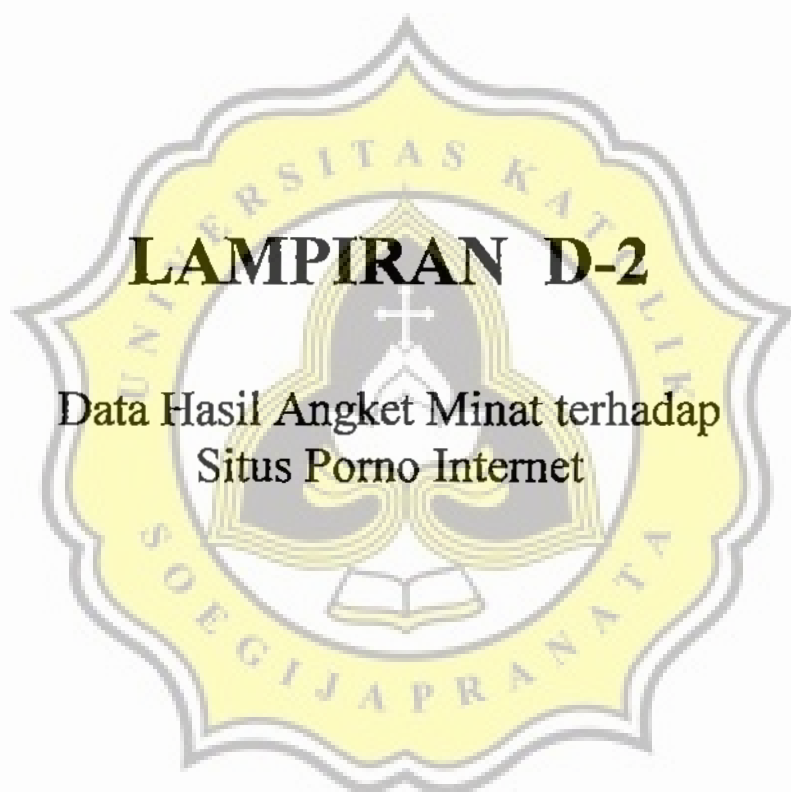 UNIVERSITAS KATOLIK
LAMPIRAN D-2
Data Hasil Angket Minat terhadap
Situs Porno Internet
SOEGIJAPRANATA